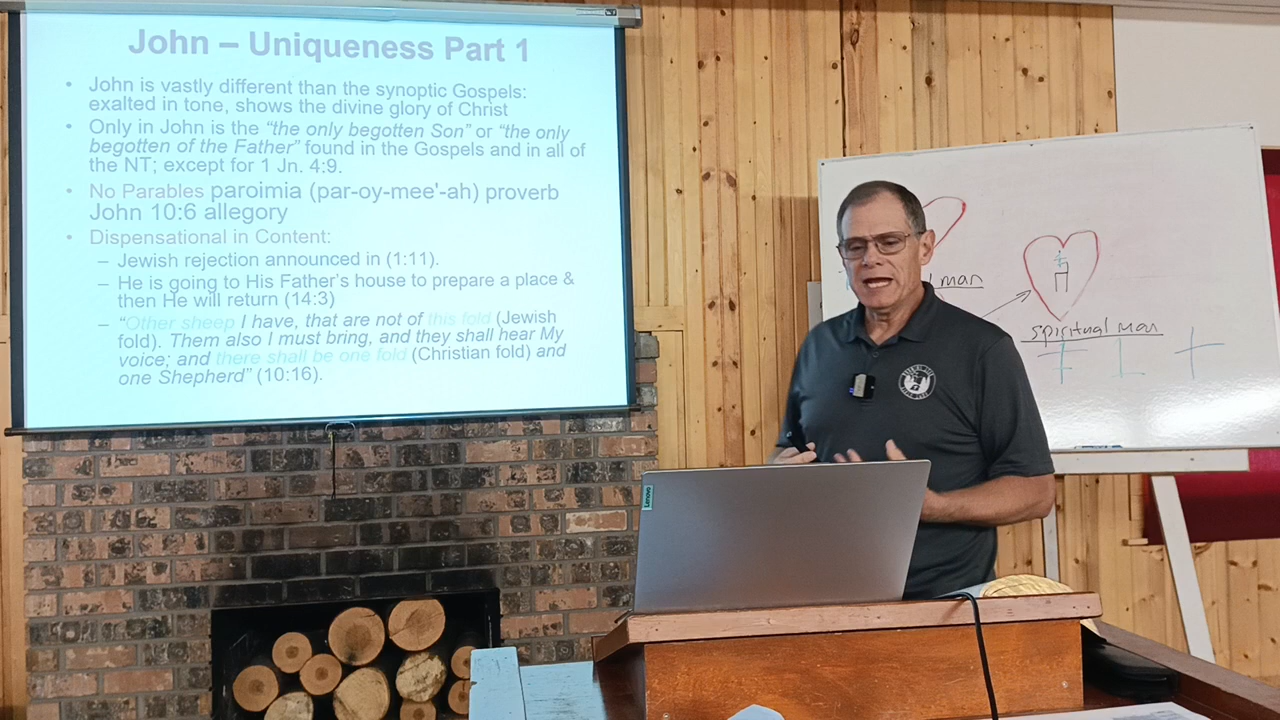 John – Uniqueness Part 1
• John is vastly different than the synoptic Gospels:
exalted in tone, shows the divine glory of Christ
• Only in John is the “the only begotten Son” or “the only
begotten of the Father” found in the Gospels and in all of
the NT; except for 1 Jn. 4:9.
• No Parables paroimia (par-oy-mee'-ah) proverb
John 10:6 allegory
• Dispensational in Content:
– Jewish rejection announced in (1:11).
– He is going to His Father’s house to prepare a place &
then He will return (14:3)
– “Other sheep I have, that are not of this fold (Jewish
fold). Them also I must bring, and they shall hear My
voice; and there shall be one fold (Christian fold) and
one Shepherd” (10:16).
man
spiritual man
Lenovo